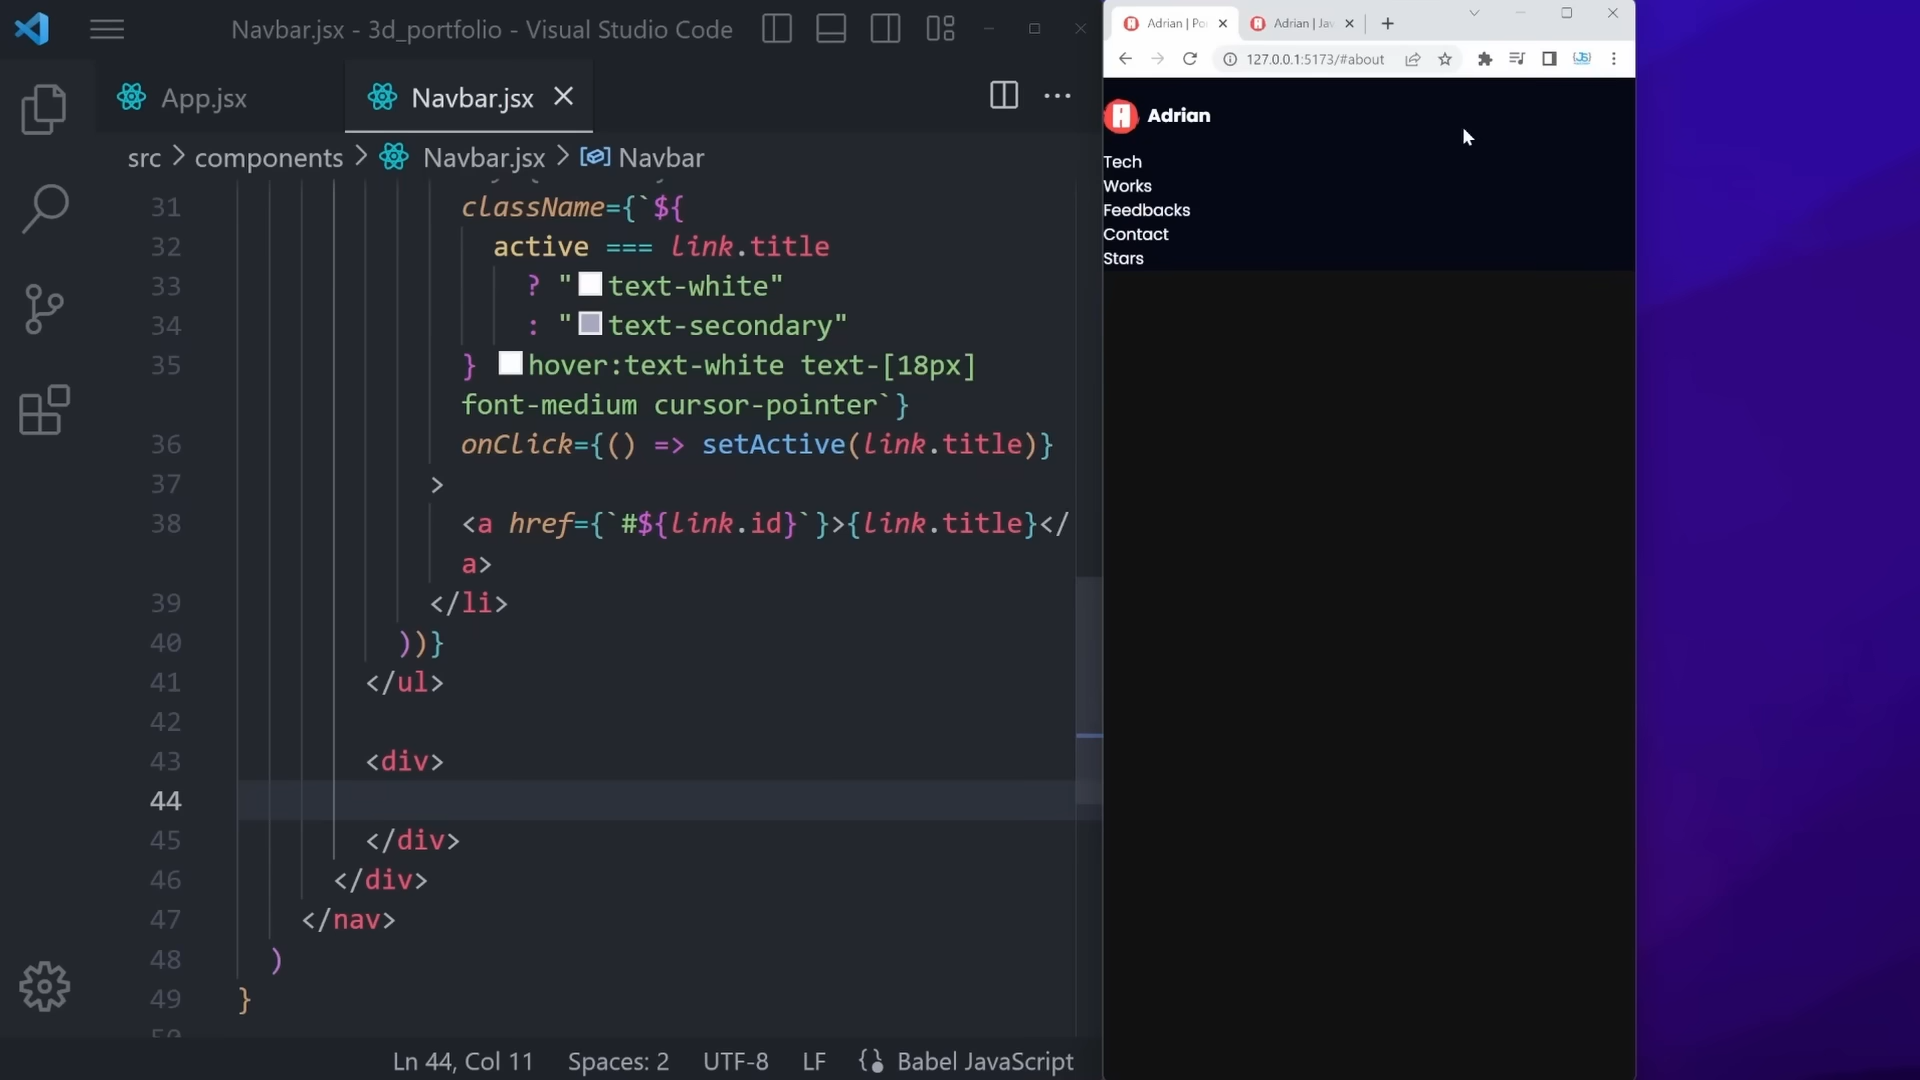 Navbar.jsx - 3d_portfolio - Visual Studio Code
App.jsx
Navbar.jsx
src > components > Navbar.jsx > Navbar
31 className={`${
32 active === link.title
33 ? "text-white"
34 : "text-secondary"
35 } hover:text-white text-[18px]
font-medium cursor-pointer`}
36 onClick={() => setActive(link.title)}
37 >
38 <a href={`#${link.id}`}>{link.title}</
a>
39 </li>
40 ))}
41 </ul>
42
43 <div>
44
45 </div>
46 </div>
47 </nav>
48 )
49 }
Ln 44, Col 11
Spaces: 2
UTF-8
LF
Babel JavaScript
Adrian | Po
Adrian | Jav
127.0.0.1:5173/#about
Adrian
Tech
Works
Feedbacks
Contact
Stars